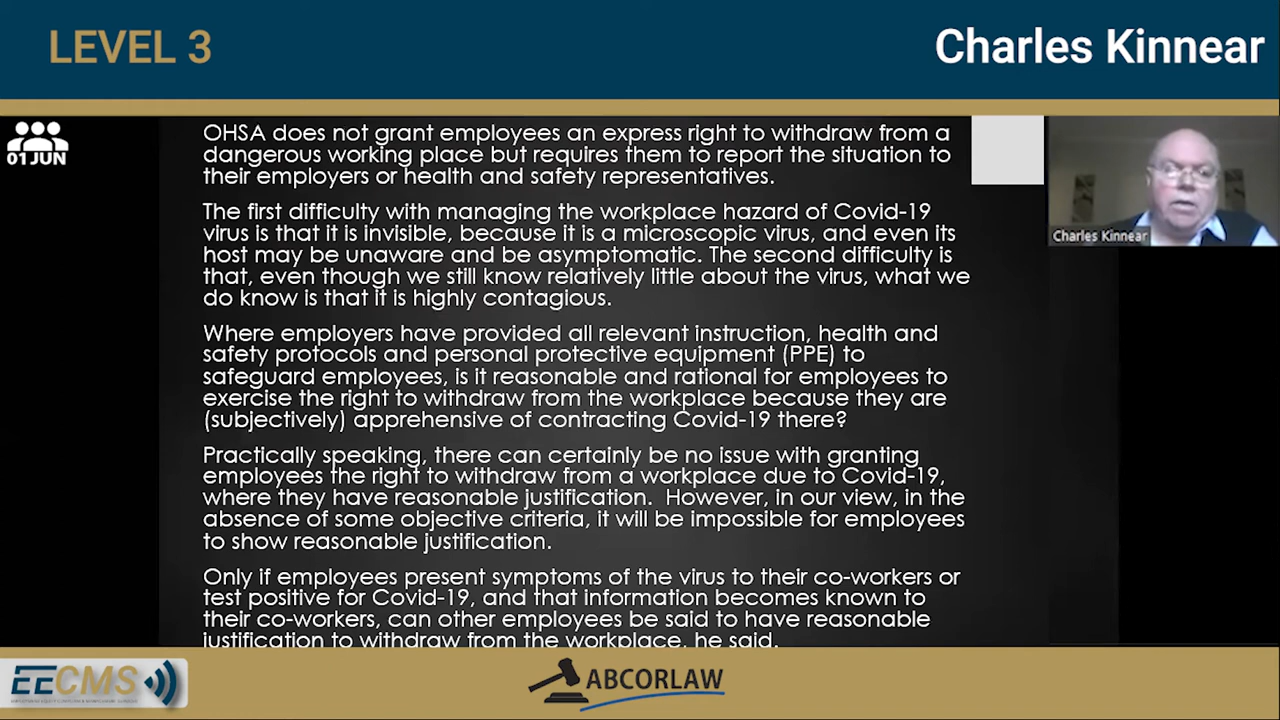 LEVEL 3
Charles Kinnear
01 JUN
OHSA does not grant employees an express right to withdraw from a
dangerous working place but requires them to report the situation to
their employers or health and safety representatives.
The first difficulty with managing the workplace hazard of Covid-19
virus is that it is invisible, because it is a microscopic virus, and even its
host may be unaware and be asymptomatic. The second difficulty is
that, even though we still know relatively little about the virus, what we
do know is that it is highly contagious.
Where employers have provided all relevant instruction, health and
safety protocols and personal protective equipment (PPE) to
safeguard employees, is it reasonable and rational for employees to
exercise the right to withdraw from the workplace because they are
(subjectively) apprehensive of contracting Covid-19 there?
Practically speaking, there can certainly be no issue with granting
employees the right to withdraw from a workplace due to Covid-19,
where they have reasonable justification. However, in our view, in the
absence of some objective criteria, it will be impossible for employees
to show reasonable justification.
Only if employees present symptoms of the virus to their co-workers or
test positive for Covid-19, and that information becomes known to
their co-workers, can other employees be said to have reasonable
justification to withdraw from the workplace, he said.
Charles Kinnear
EECMS
ABCORLAW